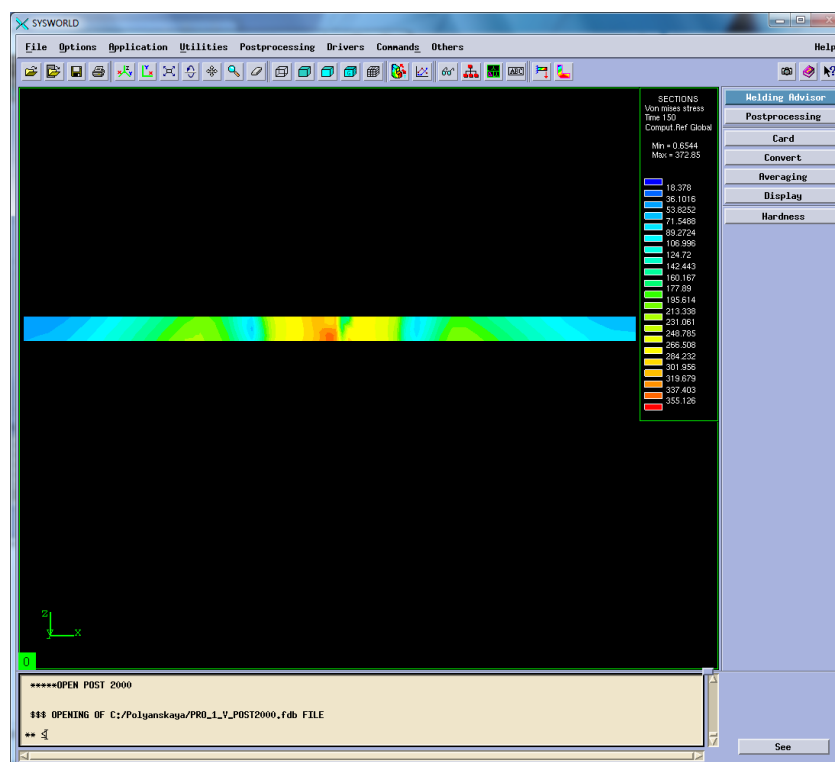 SYSWORLD
File Options Application Utilities Postprocessing Drivers Commands Others Help
ABC
SECTIONS
Von mises stress
Time 150
Comput.Ref Global
Min = 0.6544
Max = 372.85
18.378
36.1016
53.8252
71.5488
89.2724
106.996
124.72
142.443
160.167
177.89
195.614
213.338
231.061
248.785
266.508
284.232
301.956
319.679
337.403
355.126
Welding Advisor
Postprocessing
Card
Convert
Averaging
Display
Hardness
z
y x
0
*****OPEN POST 2000
$$$ OPENING OF C:/Polyanskaya/PRO_1_V_POST2000.fdb FILE
**
See